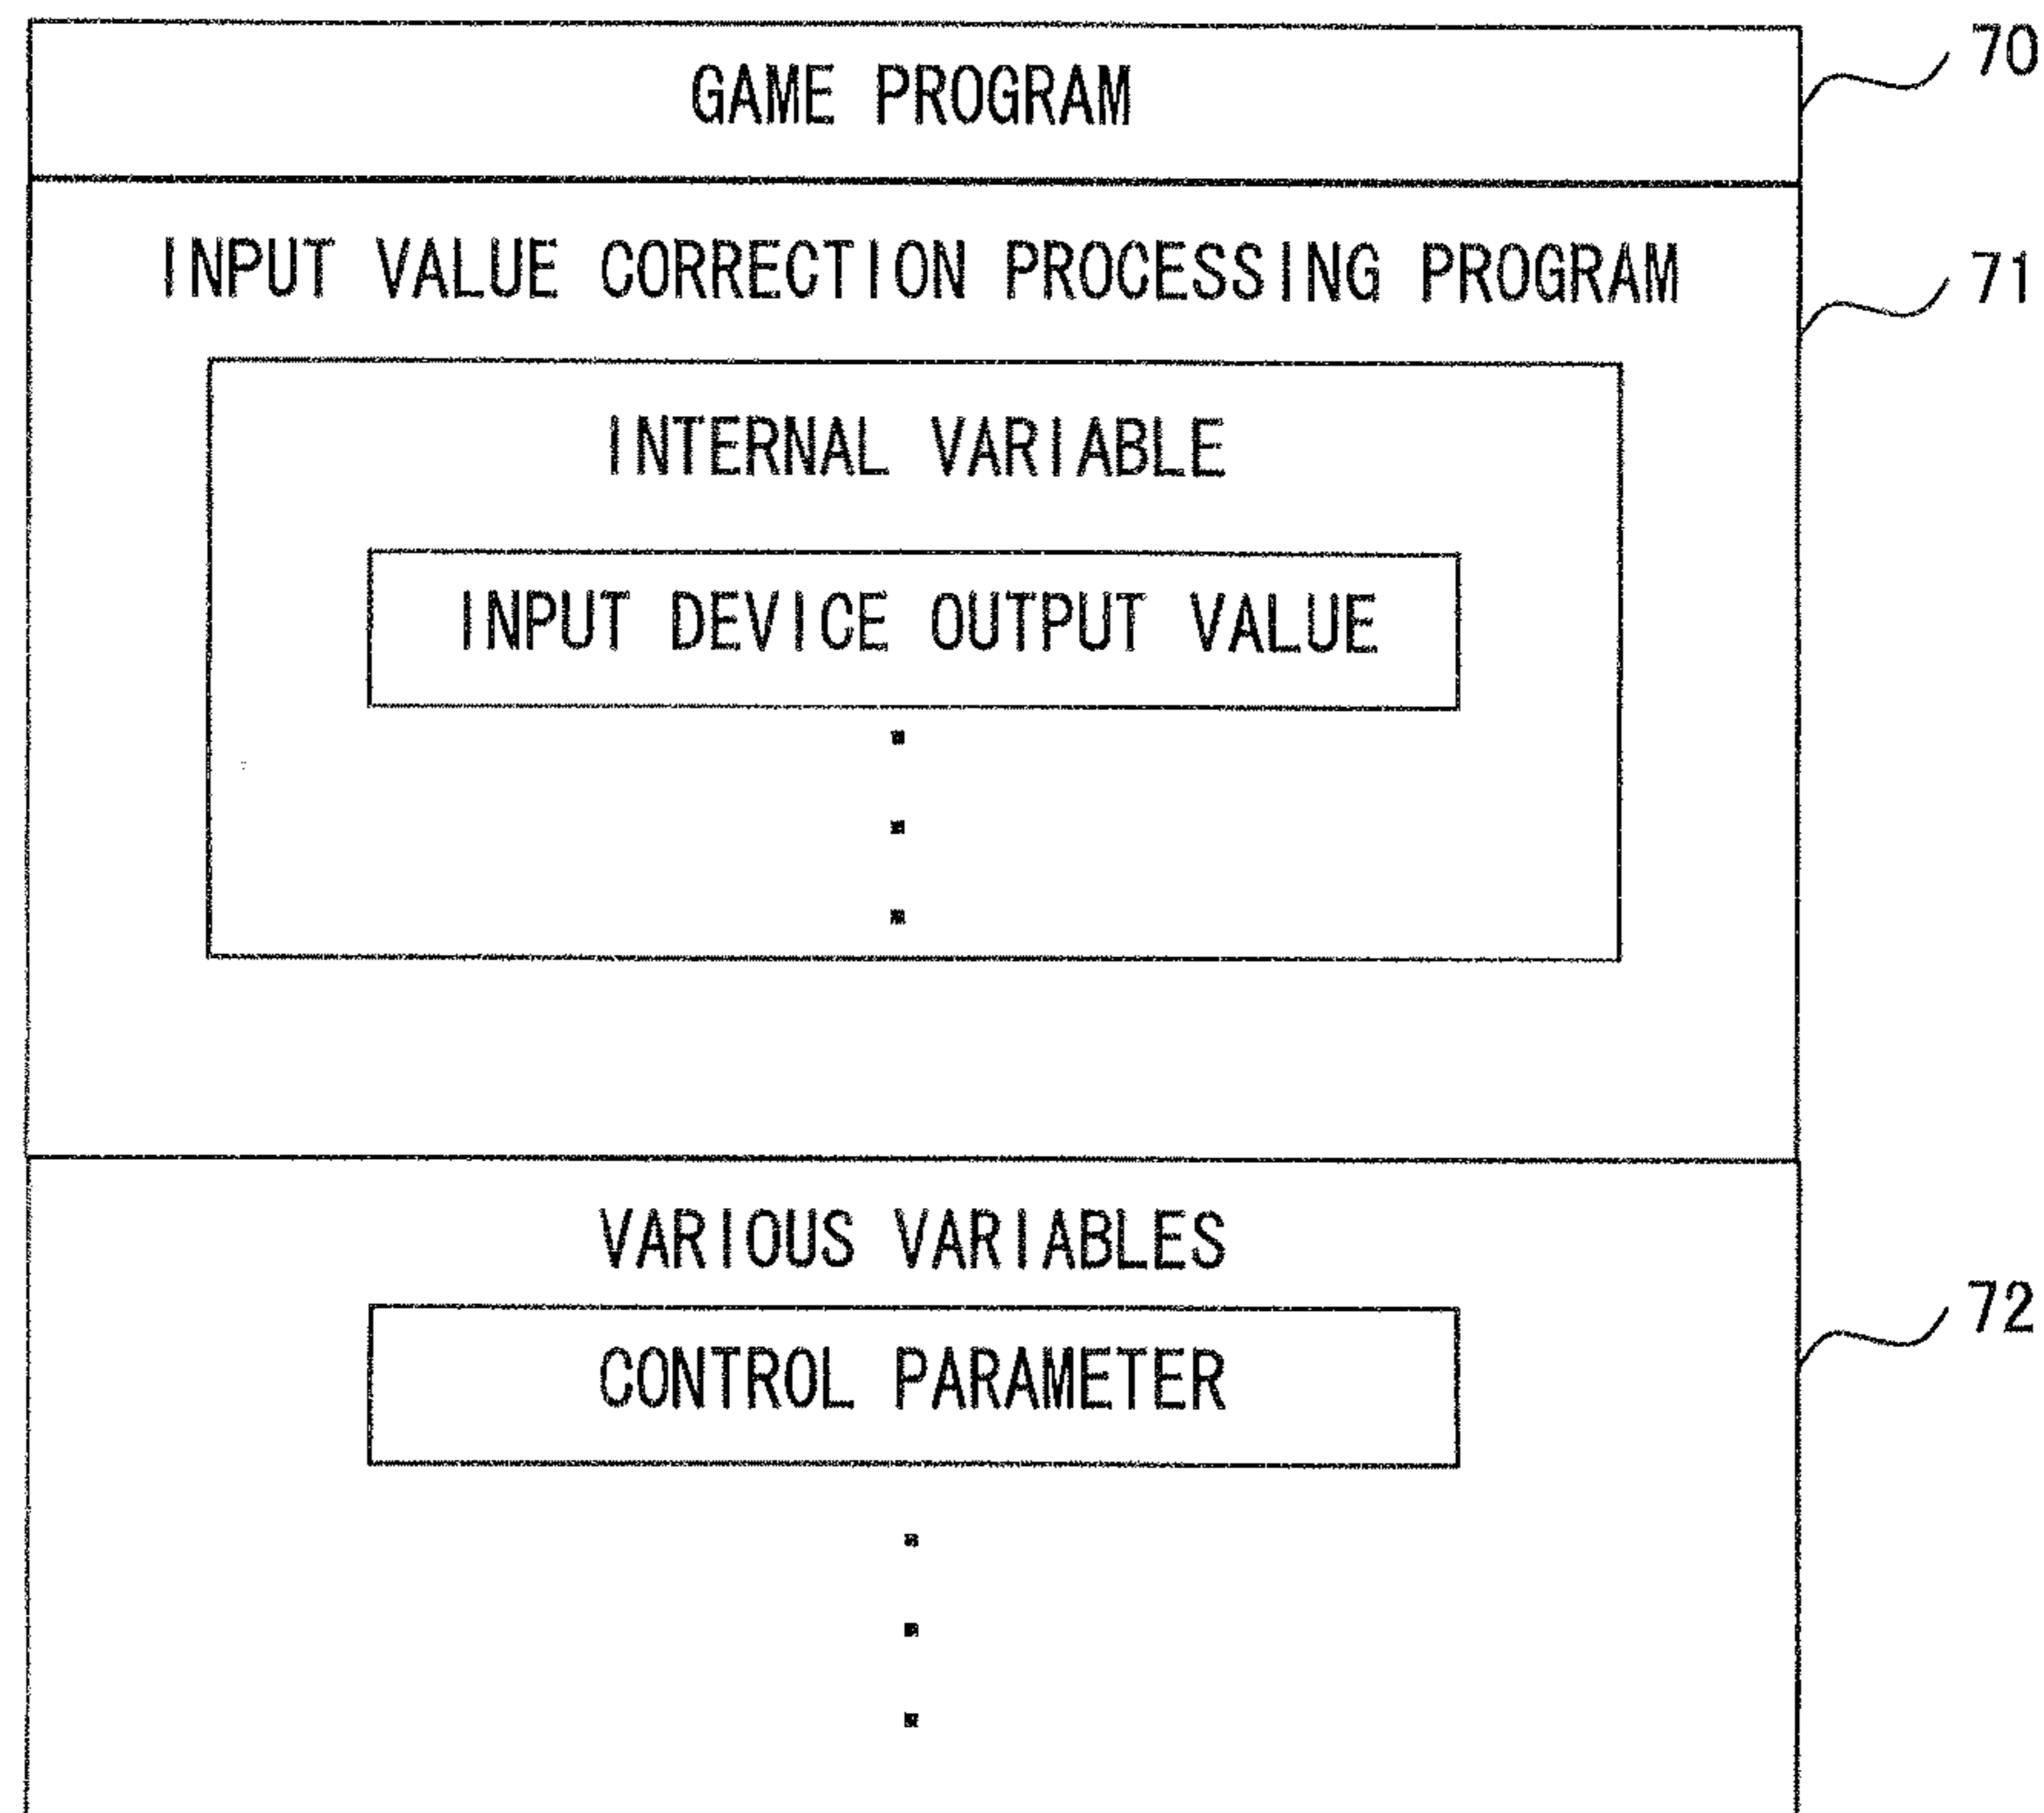 GAME PROGRAM
70
INPUT VALUE CORRECTION PROCESSING PROGRAM
71
INTERNAL VARIABLE
INPUT DEVICE OUTPUT VALUE
VARIOUS VARIABLES
72
CONTROL PARAMETER